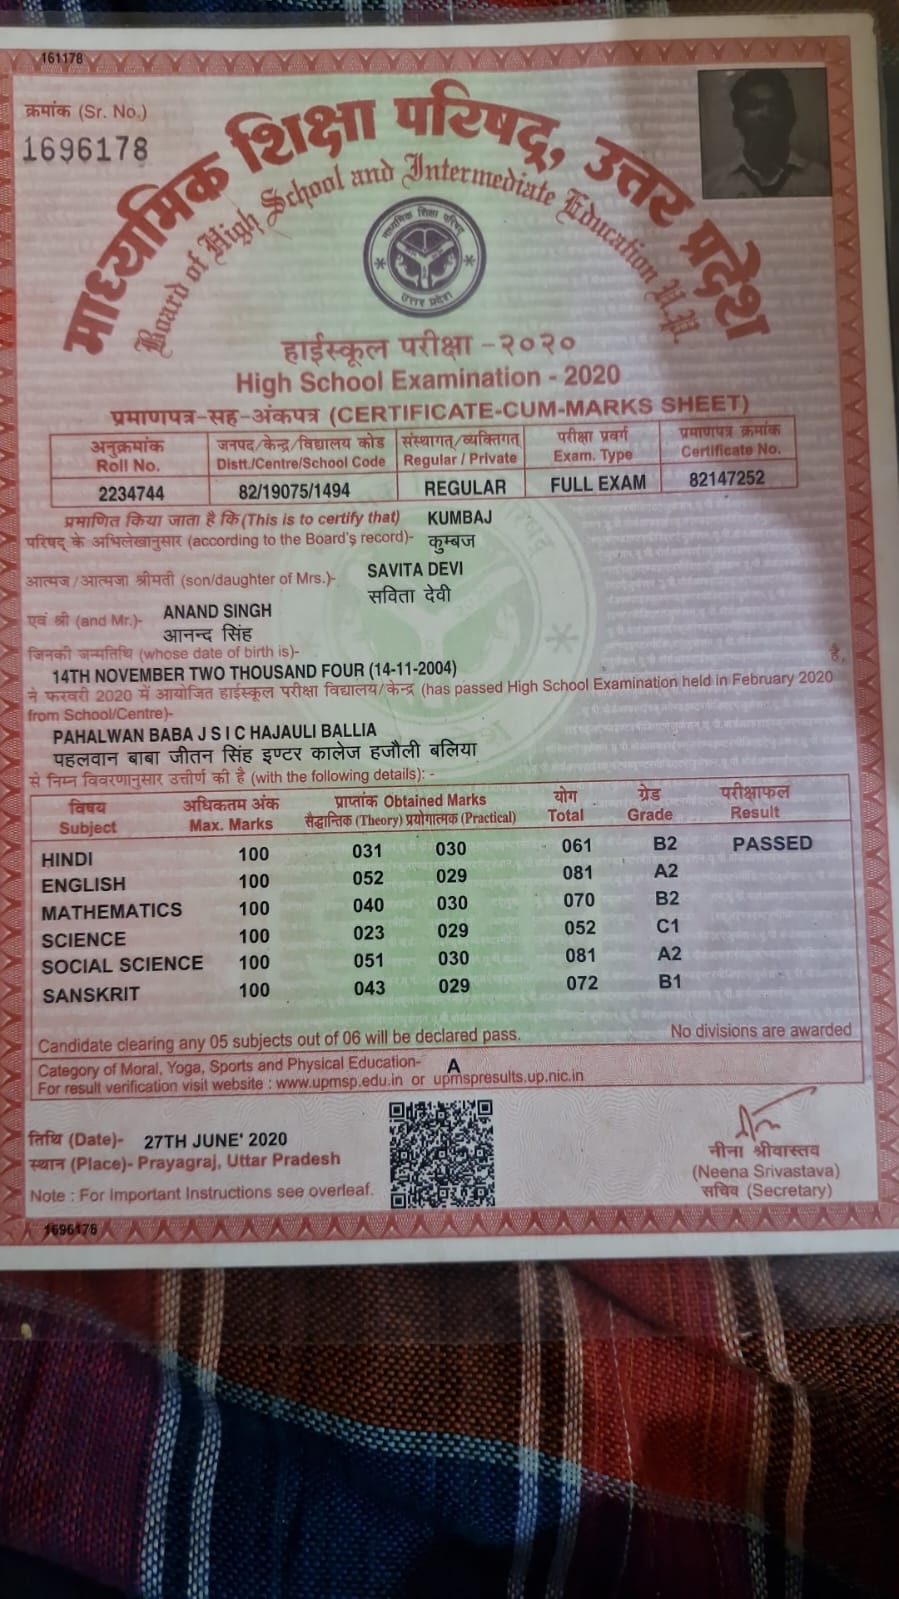 161178
क्रमांक (Sr. No.)
1696178
माध्यमिक शिक्षा परिषद्, उत्तर प्रदेश
Board of High School and Intermediate Education U.P.
माध्यमिक शिक्षा परिषद्
उत्तर प्रदेश
हाईस्कूल परीक्षा -२०२०
High School Examination - 2020
प्रमाणपत्र-सह-अंकपत्र (CERTIFICATE-CUM-MARKS SHEET)
अनुक्रमांक जनपद/केन्द्र/विद्यालय कोड संस्थागत/व्यक्तिगत परीक्षा प्रवर्ग प्रमाणपत्र क्रमांक
Roll No. Distt./Centre/School Code Regular / Private Exam. Type Certificate No.
2234744 82/19075/1494 REGULAR FULL EXAM 82147252
प्रमाणित किया जाता है कि (This is to certify that) KUMBAJ
परिषद् के अभिलेखानुसार (according to the Board's record)- कुम्बज
आत्मज/आत्मजा श्रीमती (son/daughter of Mrs.)- SAVITA DEVI
सविता देवी
एवं श्री (and Mr.)- ANAND SINGH
आनन्द सिंह
जिनकी जन्मतिथि (whose date of birth is)-
14TH NOVEMBER TWO THOUSAND FOUR (14-11-2004) है,
ने फरवरी 2020 में आयोजित हाईस्कूल परीक्षा विद्यालय/केन्द्र (has passed High School Examination held in February 2020
from School/Centre)-
PAHALWAN BABA J S I C HAJAULI BALLIA
पहलवान बाबा जीतन सिंह इण्टर कालेज हजौली बलिया
से निम्न विवरणानुसार उत्तीर्ण की है (with the following details): -
विषय अधिकतम अंक प्राप्तांक Obtained Marks योग ग्रेड परीक्षाफल
Subject Max. Marks सैद्धान्तिक (Theory) प्रयोगात्मक (Practical) Total Grade Result
HINDI 100 031 030 061 B2 PASSED
ENGLISH 100 052 029 081 A2
MATHEMATICS 100 040 030 070 B2
SCIENCE 100 023 029 052 C1
SOCIAL SCIENCE 100 051 030 081 A2
SANSKRIT 100 043 029 072 B1
Candidate clearing any 05 subjects out of 06 will be declared pass. No divisions are awarded
Category of Moral, Yoga, Sports and Physical Education- A
For result verification visit website : www.upmsp.edu.in or upmspresults.up.nic.in
तिथि (Date)- 27TH JUNE' 2020
स्थान (Place)- Prayagraj, Uttar Pradesh
Note : For Important Instructions see overleaf.
नीना श्रीवास्तव
(Neena Srivastava)
सचिव (Secretary)
1696178